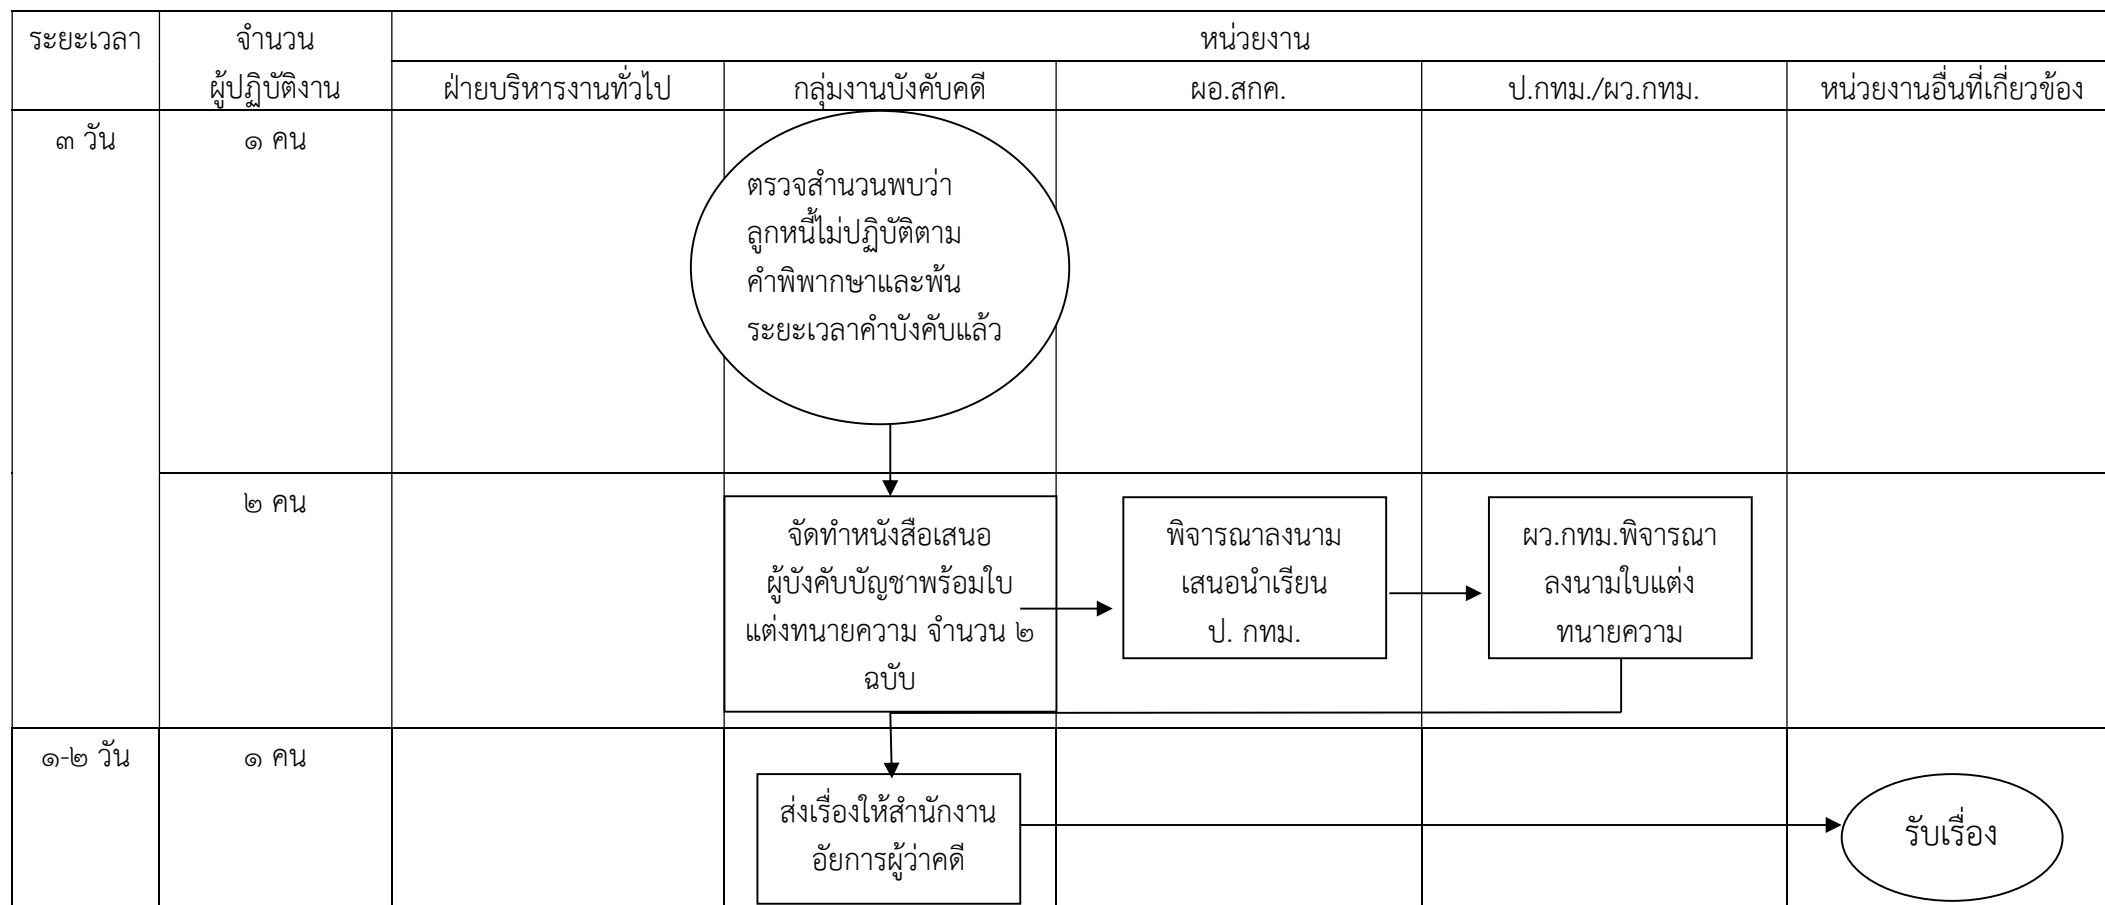 ระยะเวลา
จำนวน
ผู้ปฏิบัติงาน
หน่วยงาน
ฝ่ายบริหารงานทั่วไป
กลุ่มงานบังคับคดี
ผอ.สกค.
ป.กทม./ผว.กทม.
หน่วยงานอื่นที่เกี่ยวข้อง
๓ วัน
๑ คน
ตรวจสำนวนพบว่า
ลูกหนี้ไม่ปฏิบัติตาม
คำพิพากษาและพ้น
ระยะเวลาคำบังคับแล้ว
๒ คน
จัดทำหนังสือเสนอ
ผู้บังคับบัญชาพร้อมใบ
แต่งทนายความ จำนวน ๒
ฉบับ
พิจารณาลงนาม
เสนอนำเรียน
ป. กทม.
ผว.กทม.พิจารณา
ลงนามใบแต่ง
ทนายความ
๑-๒ วัน
๑ คน
ส่งเรื่องให้สำนักงาน
อัยการผู้ว่าคดี
รับเรื่อง